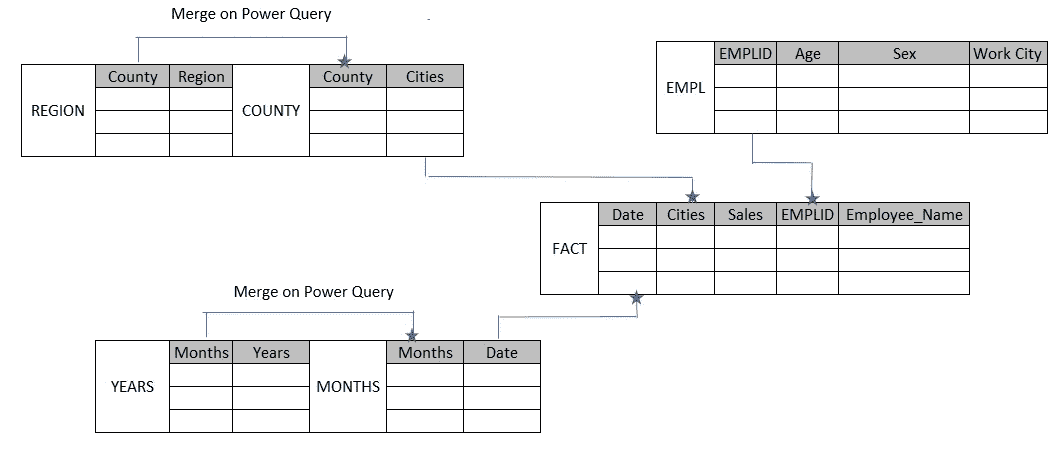 Merge on Power Query
County Region County Cities
REGION COUNTY
EMPLID Age Sex Work City
EMPL
Date Cities Sales EMPLID Employee_Name
FACT
Merge on Power Query
Months Years Months Date
YEARS MONTHS